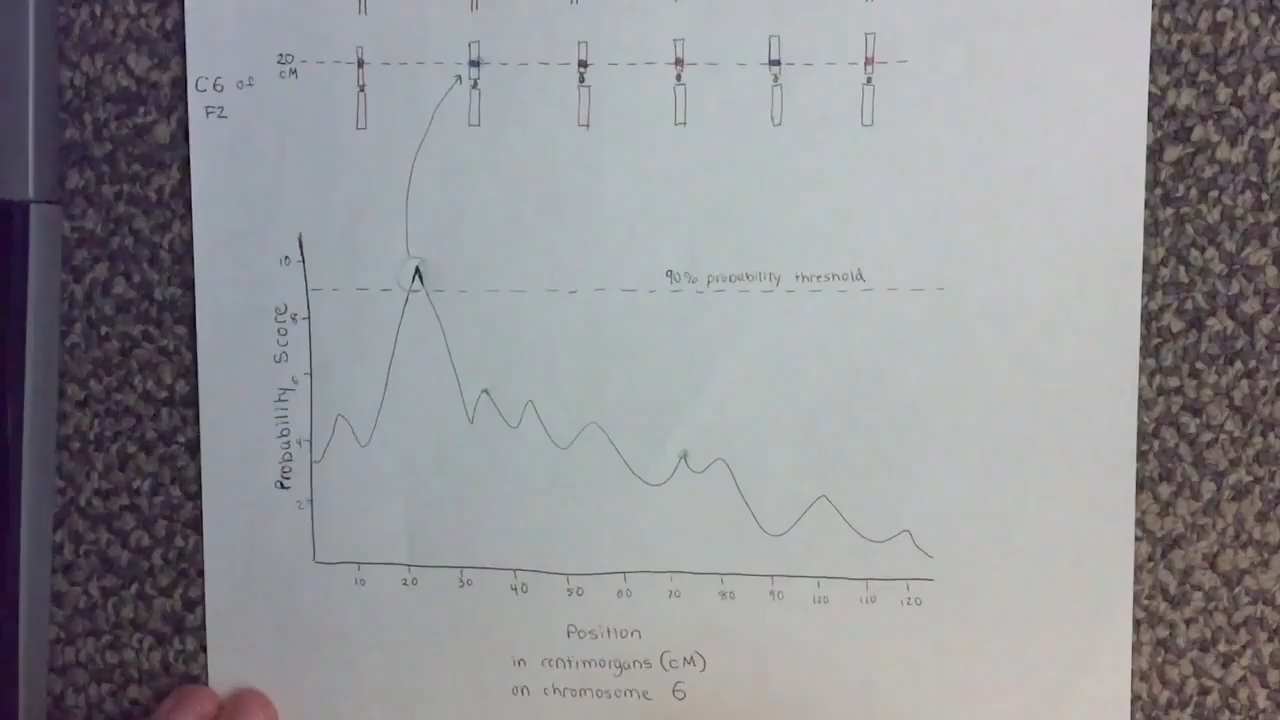 20
cM
C6 of
F2
10
90% probability threshold
8
6
4
2
Probability Score
10 20 30 40 50 60 70 80 90 100 110 120
Position
in centimorgans (cM)
on chromosome 6